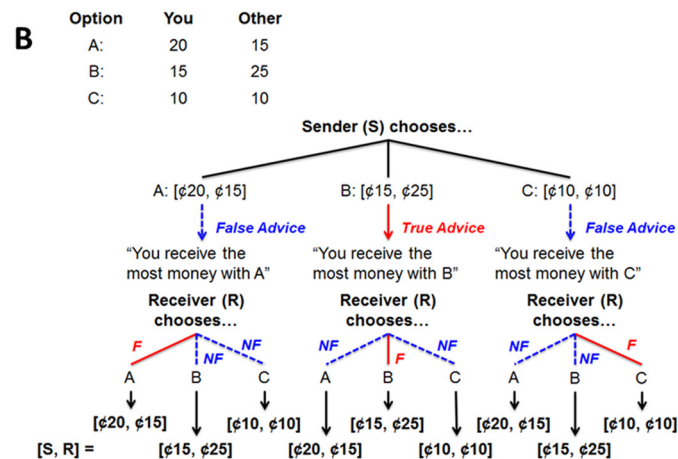 B
Option You Other
A: 20 15
B: 15 25
C: 10 10
Sender (S) chooses…
A: [¢20, ¢15] B: [¢15, ¢25] C: [¢10, ¢10]
False Advice True Advice False Advice
“You receive the most money with A” “You receive the most money with B” “You receive the most money with C”
Receiver (R) chooses… Receiver (R) chooses… Receiver (R) chooses…
F NF NF NF F NF NF NF F
A B C A B C A B C
[¢20, ¢15] [¢10, ¢10] [¢15, ¢25] [¢20, ¢15] [¢10, ¢10]
[S, R] = [¢15, ¢25] [¢20, ¢15] [¢10, ¢10] [¢15, ¢25]